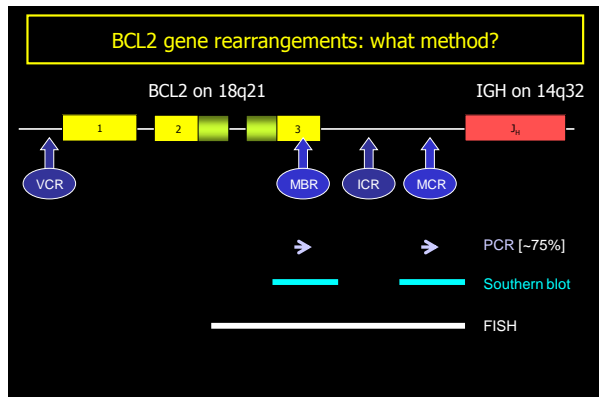 BCL2 gene rearrangements: what method?
BCL2 on 18q21 IGH on 14q32
1 2 3 JH
VCR MBR ICR MCR
PCR [~75%]
Southern blot
FISH